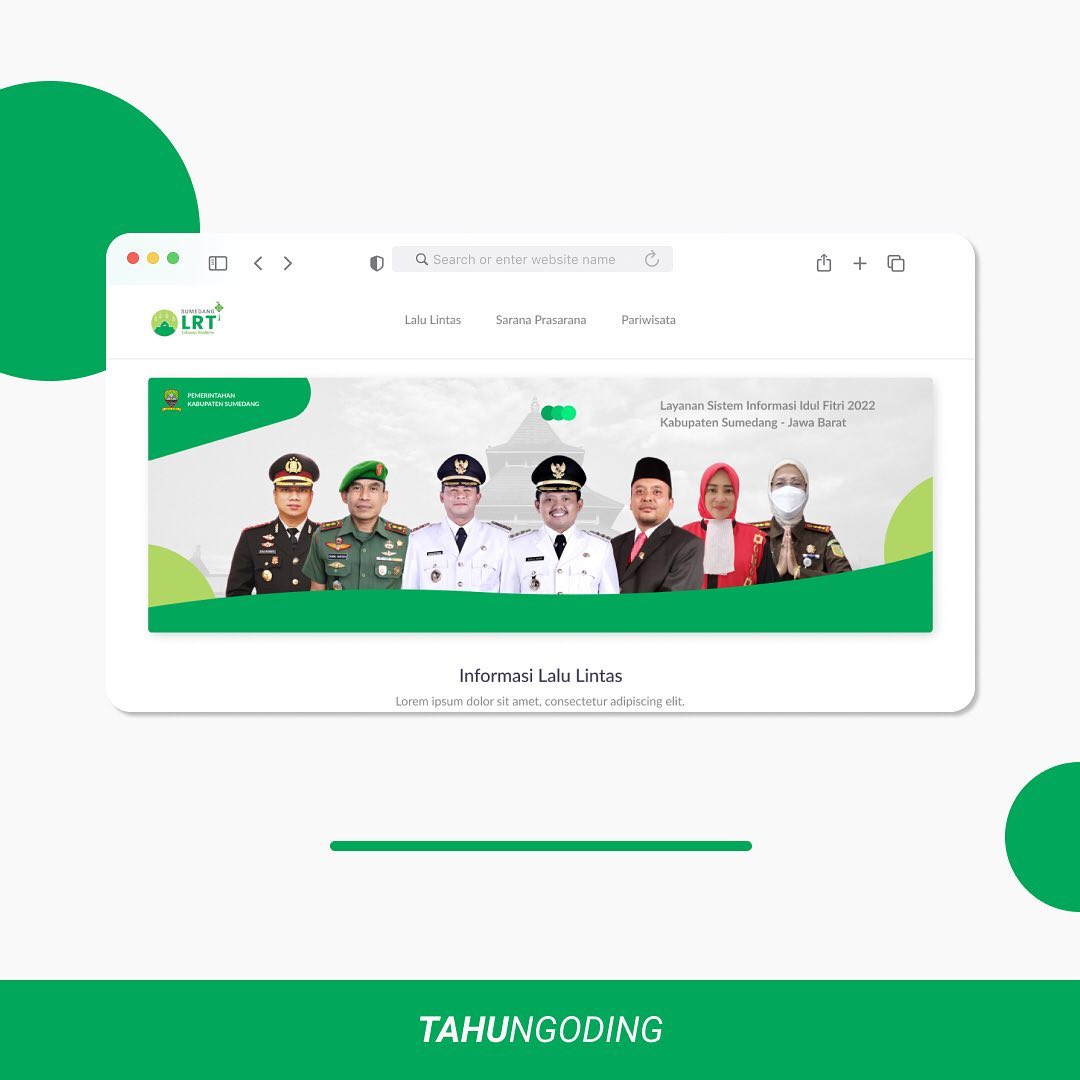 Search or enter website name
SUMEDANG
LRT
Lalu Lintas
Sarana Prasarana
Pariwisata
PEMERINTAHAN
KABUPATEN SUMEDANG
Layanan Sistem Informasi Idul Fitri 2022
Kabupaten Sumedang - Jawa Barat
Informasi Lalu Lintas
Lorem ipsum dolor sit amet, consectetur adipiscing elit.
TAHUNGODING